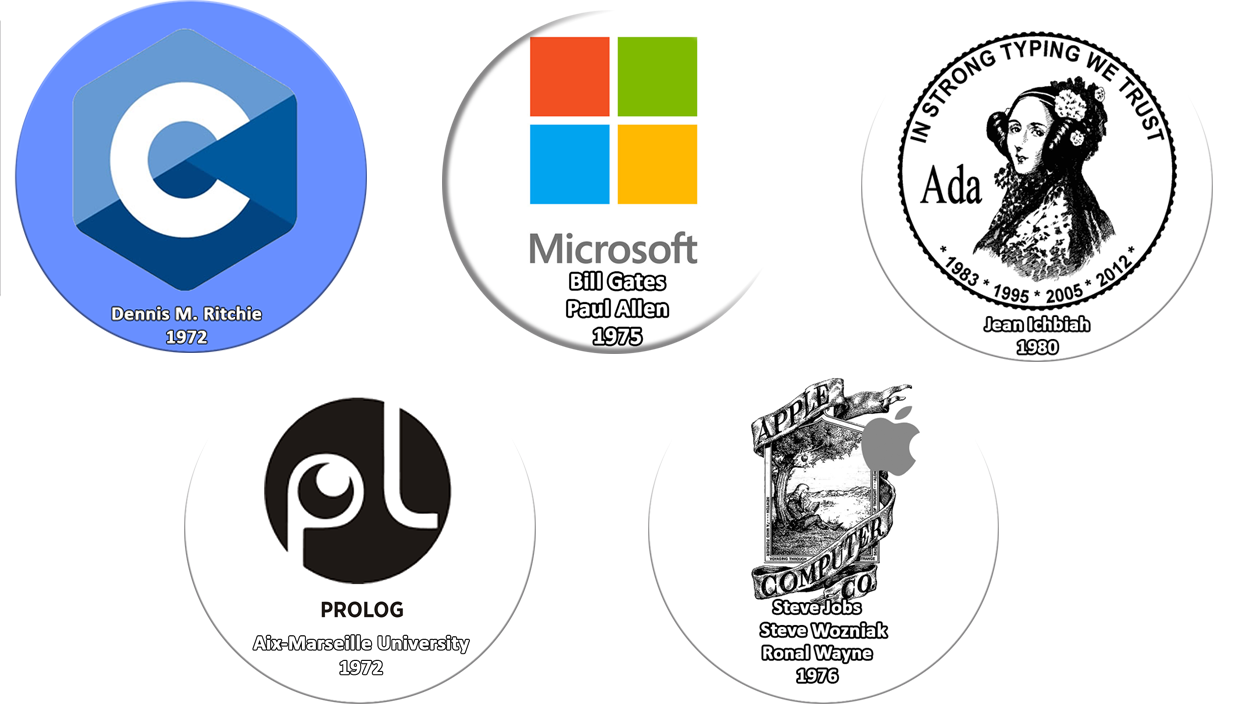 C
Dennis M. Ritchie
1972
Microsoft
Bill Gates
Paul Allen
1975
IN STRONG TYPING WE TRUST
Ada
* 1983 * 1995 * 2005 * 2012 *
Jean Ichbiah
1980
pl
PROLOG
Aix-Marseille University
1972
APPLE
COMPUTER
CO.
Steve Jobs
Steve Wozniak
Ronal Wayne
1976